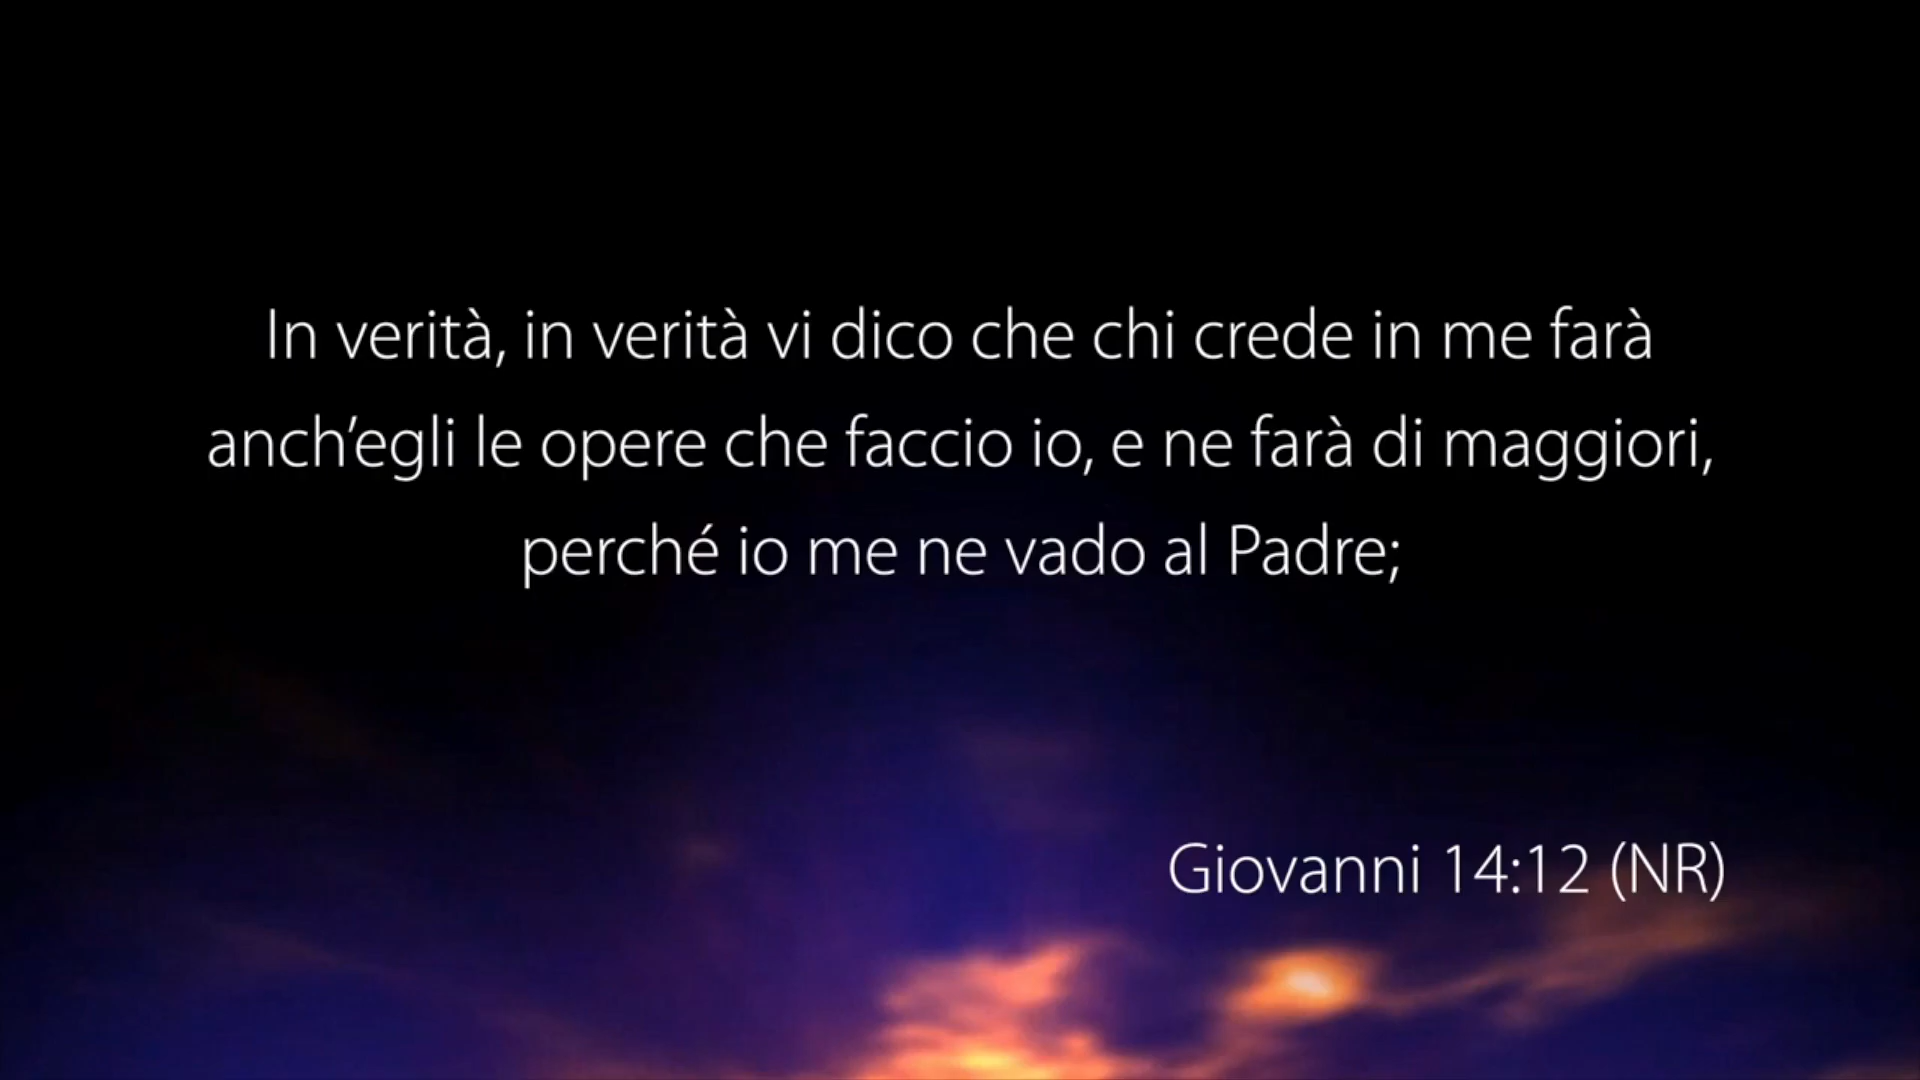 In verità, in verità vi dico che chi crede in me farà
anch’egli le opere che faccio io, e ne farà di maggiori,
perché io me ne vado al Padre;
Giovanni 14:12 (NR)